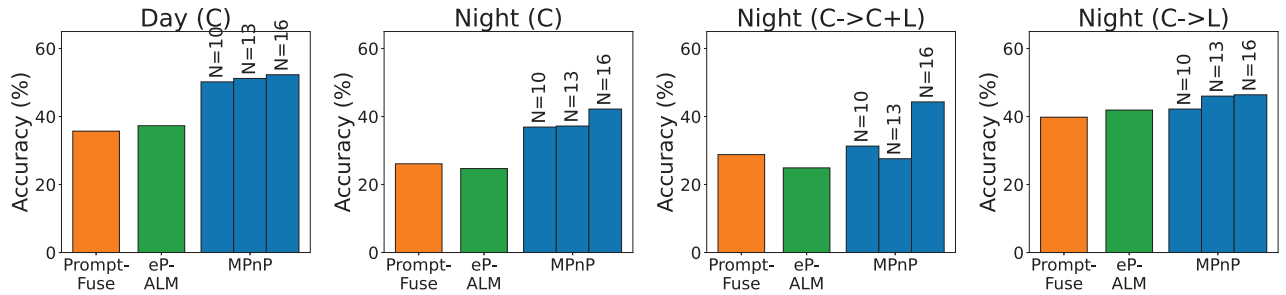 Day (C)
Accuracy (%)
60
40
20
0
N=10
N=13
N=16
Prompt-
Fuse
eP-
ALM
MPnP
Night (C)
Accuracy (%)
60
40
20
0
N=10
N=13
N=16
Prompt-
Fuse
eP-
ALM
MPnP
Night (C->C+L)
Accuracy (%)
60
40
20
0
N=10
N=13
N=16
Prompt-
Fuse
eP-
ALM
MPnP
Night (C->L)
Accuracy (%)
60
40
20
0
N=10
N=13
N=16
Prompt-
Fuse
eP-
ALM
MPnP